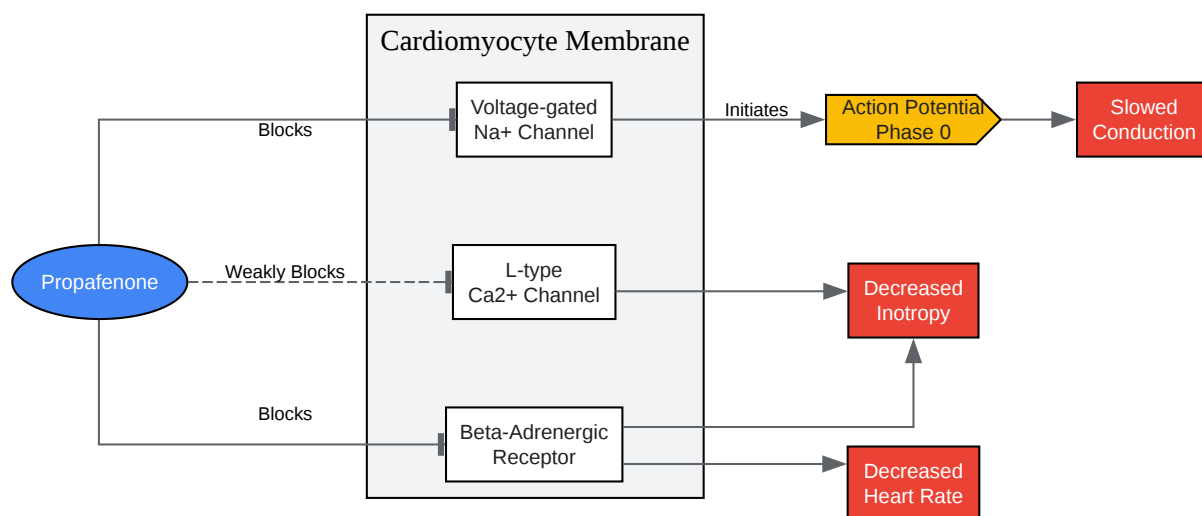 Cardiomyocyte Membrane
Voltage-gated
Na+ Channel
Blocks
Initiates
Action Potential
Phase 0
Slowed
Conduction
Propafenone
Weakly Blocks
L-type
Ca2+ Channel
Decreased
Inotropy
Blocks
Beta-Adrenergic
Receptor
Decreased
Heart Rate